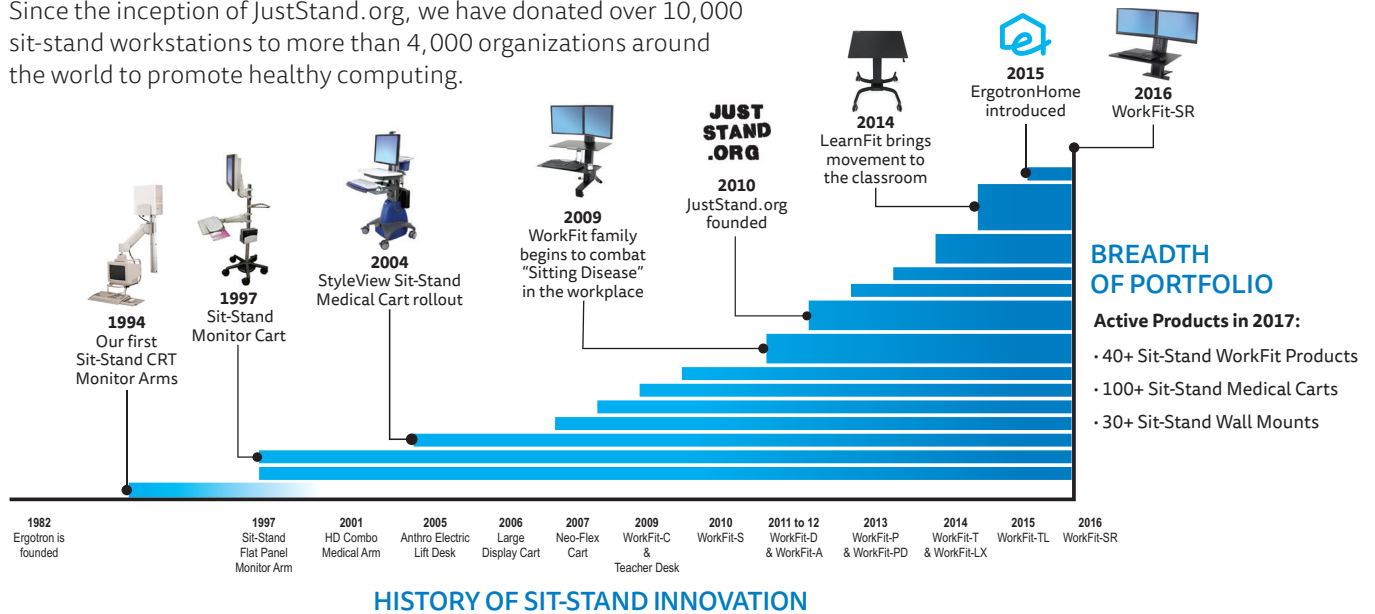 Since the inception of JustStand.org, we have donated over 10,000
sit-stand workstations to more than 4,000 organizations around
the world to promote healthy computing.
1994
Our first
Sit-Stand CRT
Monitor Arms
1997
Sit-Stand
Monitor Cart
2004
StyleView Sit-Stand
Medical Cart rollout
2009
WorkFit family
begins to combat
“Sitting Disease”
in the workplace
JUST
STAND
.ORG
2010
JustStand.org
founded
2014
LearnFit brings
movement to
the classroom
2015
ErgotronHome
introduced
2016
WorkFit-SR
BREADTH
OF PORTFOLIO
Active Products in 2017:
· 40+ Sit-Stand WorkFit Products
· 100+ Sit-Stand Medical Carts
· 30+ Sit-Stand Wall Mounts
1982
Ergotron is
founded
1997
Sit-Stand
Flat Panel
Monitor Arm
2001
HD Combo
Medical Arm
2005
Anthro Electric
Lift Desk
2006
Large
Display Cart
2007
Neo-Flex
Cart
2009
WorkFit-C
&
Teacher Desk
2010
WorkFit-S
2011 to 12
WorkFit-D
& WorkFit-A
2013
WorkFit-P
& WorkFit-PD
2014
WorkFit-T
& WorkFit-LX
2015
WorkFit-TL
2016
WorkFit-SR
HISTORY OF SIT-STAND INNOVATION